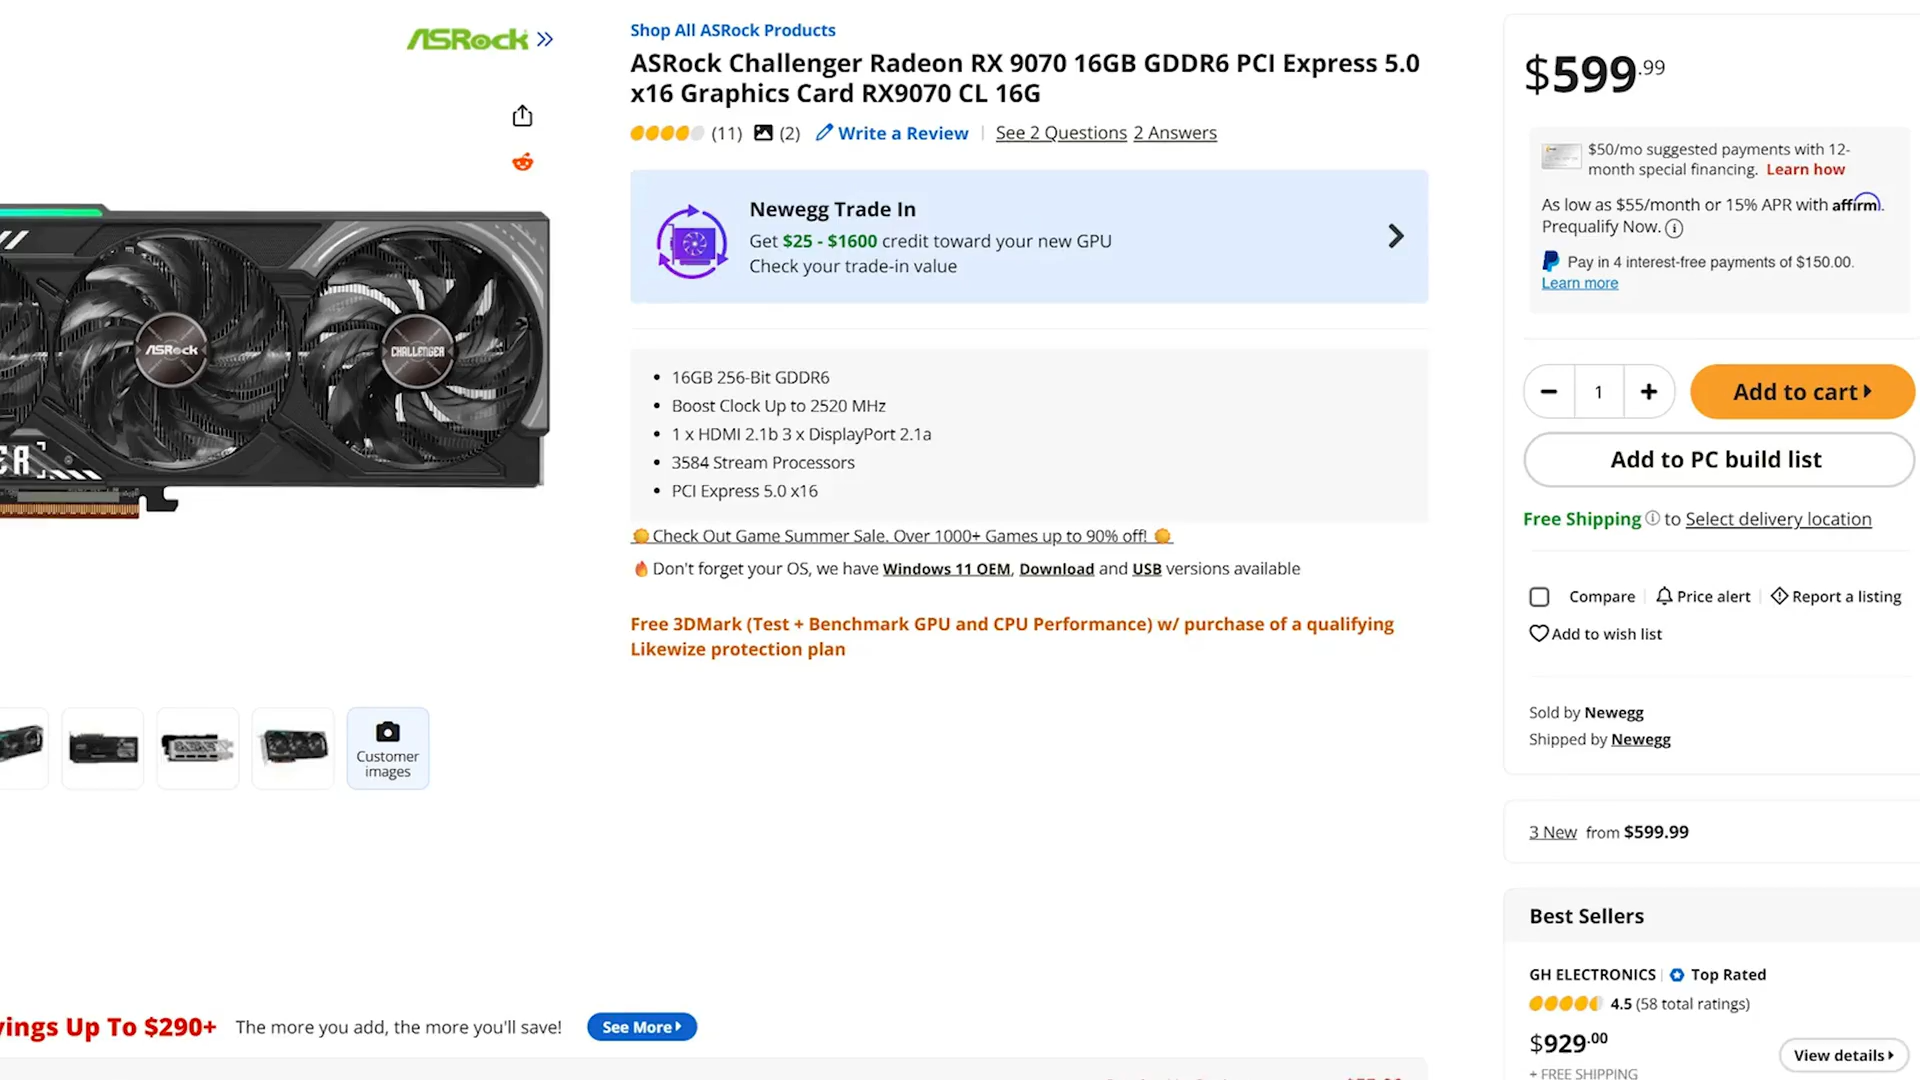 ASRock
Shop All ASRock Products
ASRock Challenger Radeon RX 9070 16GB GDDR6 PCI Express 5.0
x16 Graphics Card RX9070 CL 16G
(11) (2) Write a Review See 2 Questions 2 Answers
Newegg Trade In
Get $25 - $1600 credit toward your new GPU
Check your trade-in value
ASRock
CHALLENGER
16GB 256-Bit GDDR6
Boost Clock Up to 2520 MHz
1 x HDMI 2.1b 3 x DisplayPort 2.1a
3584 Stream Processors
PCI Express 5.0 x16
Check Out Game Summer Sale. Over 1000+ Games up to 90% off!
Don't forget your OS, we have Windows 11 OEM, Download and USB versions available
Free 3DMark (Test + Benchmark GPU and CPU Performance) w/ purchase of a qualifying
Likewize protection plan
Customer
images
Up To $290+ The more you add, the more you'll save! See More
$599.99
$50/mo suggested payments with 12-
month special financing. Learn how
As low as $55/month or 15% APR with affirm.
Prequalify Now.
Pay in 4 interest-free payments of $150.00.
Learn more
− 1 + Add to cart
Add to PC build list
Free Shipping to Select delivery location
Compare Price alert Report a listing
Add to wish list
Sold by Newegg
Shipped by Newegg
3 New from $599.99
Best Sellers
GH ELECTRONICS Top Rated
4.5 (58 total ratings)
$929.00
View details
+ FREE SHIPPING